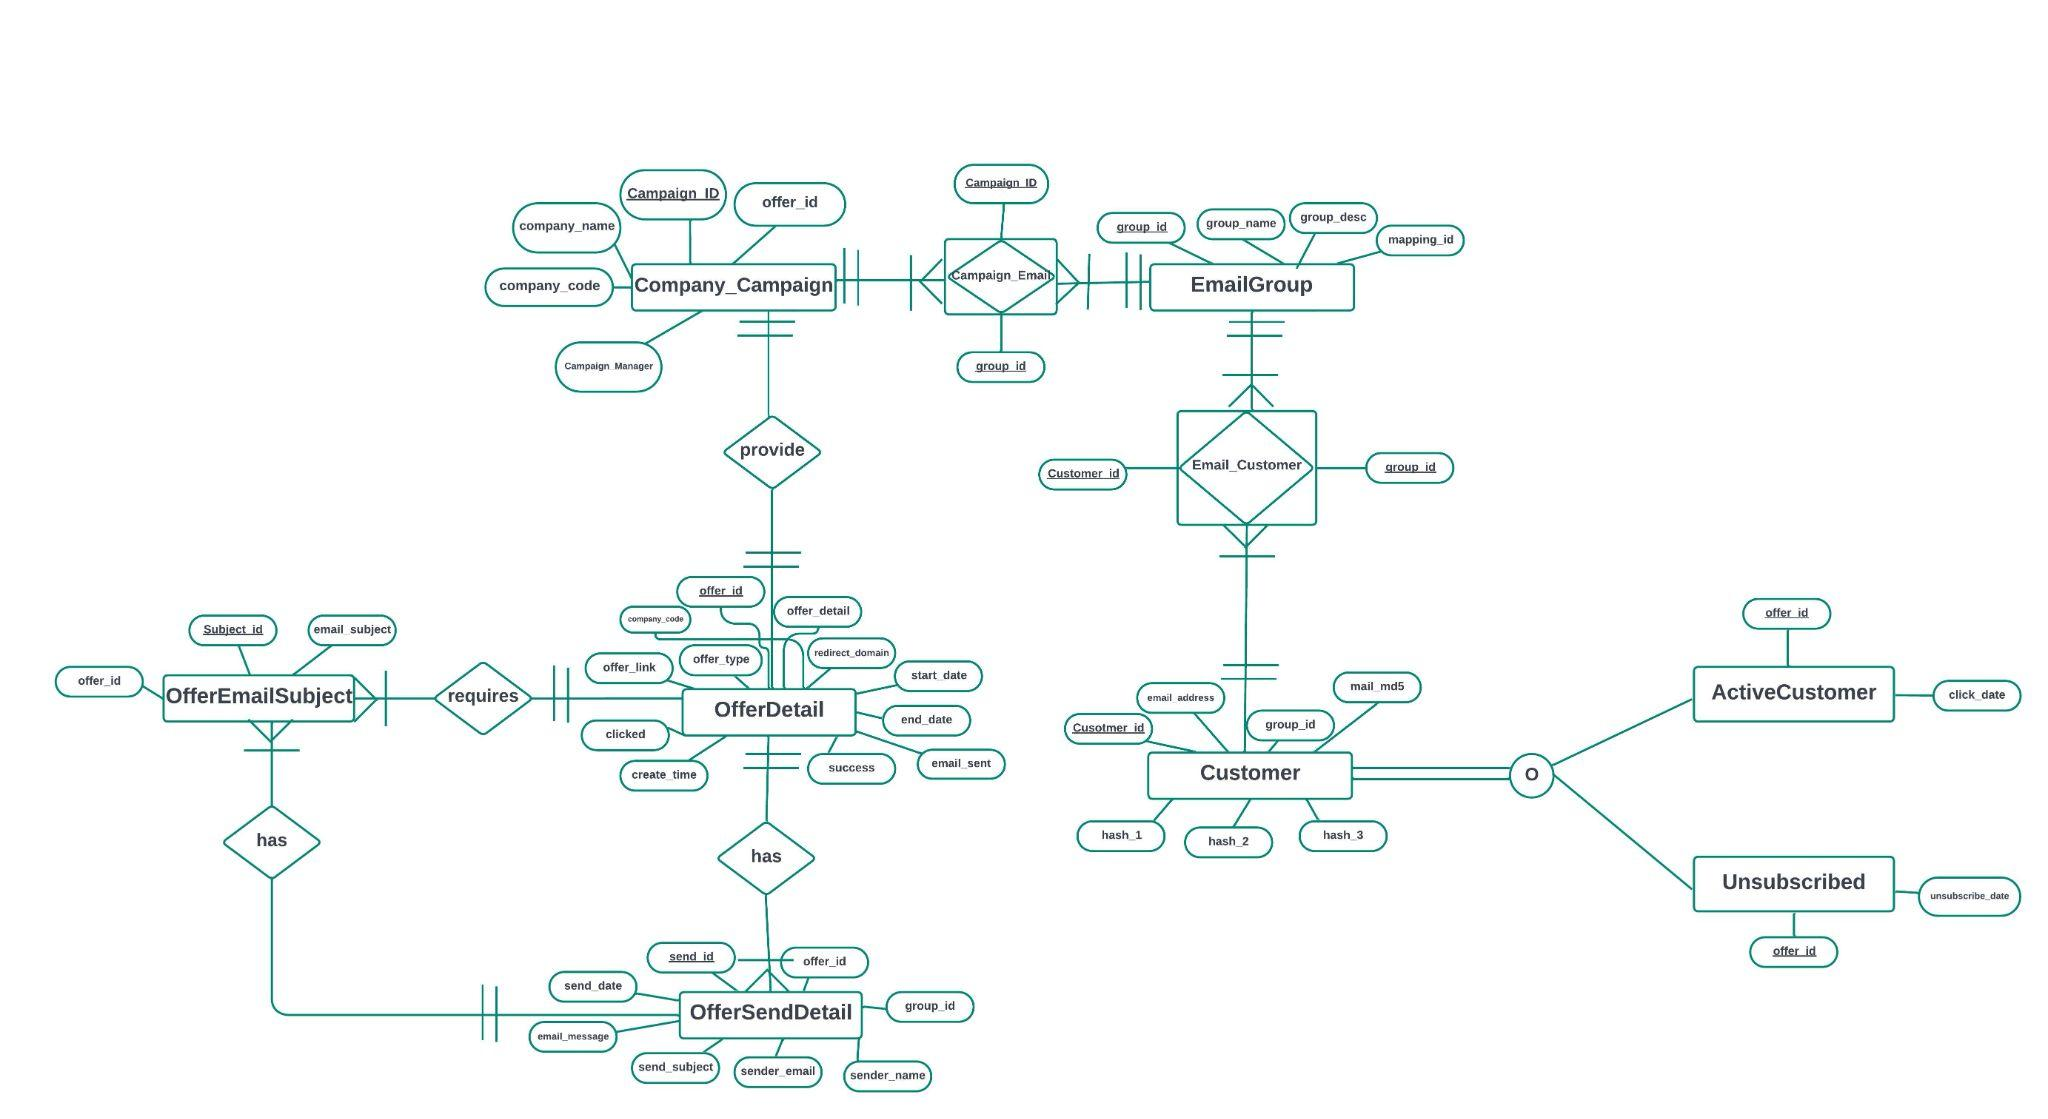 Campaign_ID
Campaign_ID
offer_id
company_name
group_id
group_name
group_desc
mapping_id
company_code
Company_Campaign
Campaign_Email
EmailGroup
Campaign_Manager
group_id
provide
Customer_id
Email_Customer
group_id
offer_id
company_code
offer_detail
offer_id
Subject_id
email_subject
offer_link
offer_type
redirect_domain
start_date
offer_id
OfferEmailSubject
requires
OfferDetail
end_date
clicked
create_time
success
email_sent
email_address
mail_md5
Cusotmer_id
group_id
ActiveCustomer
click_date
Customer
O
hash_1
hash_2
hash_3
has
has
Unsubscribed
unsubscribe_date
offer_id
send_id
offer_id
send_date
group_id
OfferSendDetail
email_message
send_subject
sender_email
sender_name